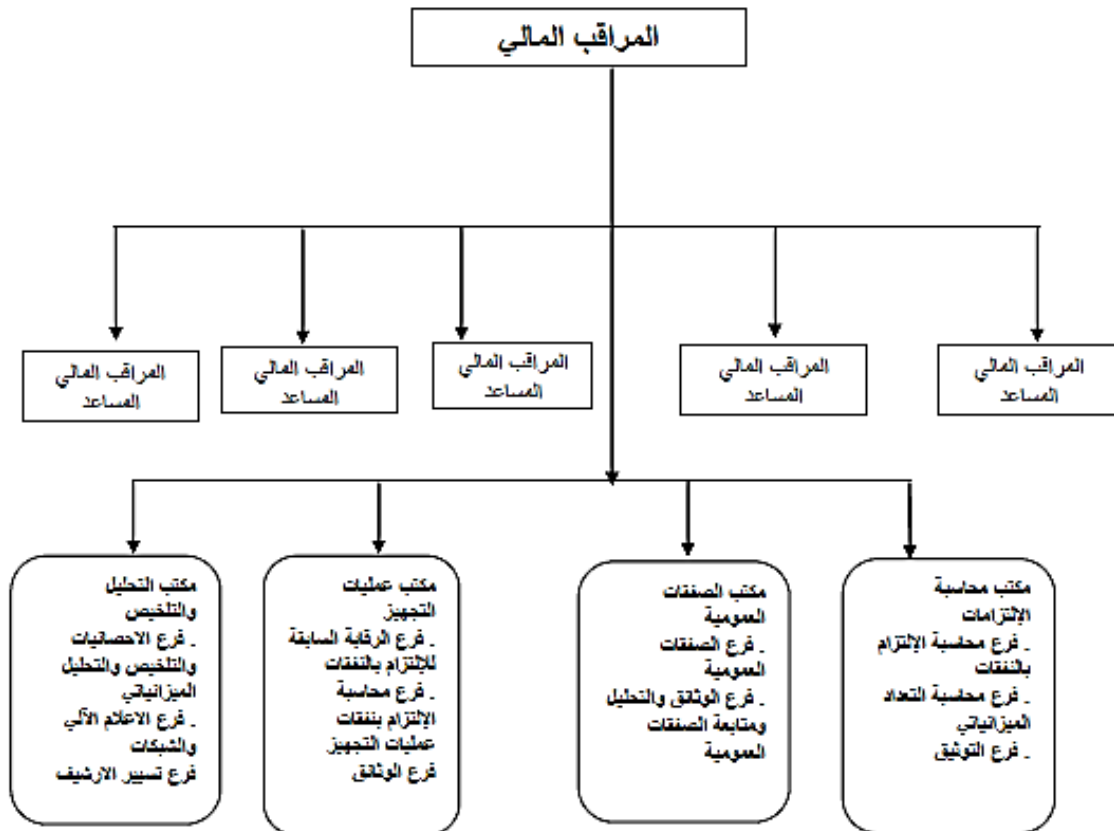 المراقب المالي
المراقب المالي
المساعد
المراقب المالي
المساعد
المراقب المالي
المساعد
المراقب المالي
المساعد
المراقب المالي
المساعد
مكتب محاسبة
الإلتزامات
. فرع محاسبة الإلتزام
بالنفقات
. فرع محاسبة التعداد
الميزانياتي
. فرع التوثيق
مكتب الصفقات
العمومية
. فرع الصفقات
العمومية
. فرع الوثائق والتحليل
ومتابعة الصفقات
العمومية
مكتب عمليات
التجهيز
. فرع الرقابة السابقة
للإلتزام بالنفقات
. فرع محاسبة
الإلتزام بنفقات
عمليات التجهيز
فرع الوثائق
مكتب التحليل
والتلخيص
. فرع الاحصائيات
والتلخيص والتحليل
الميزانياتي
. فرع الاعلام الآلي
والشبكات
فرع تسيير الارشيف